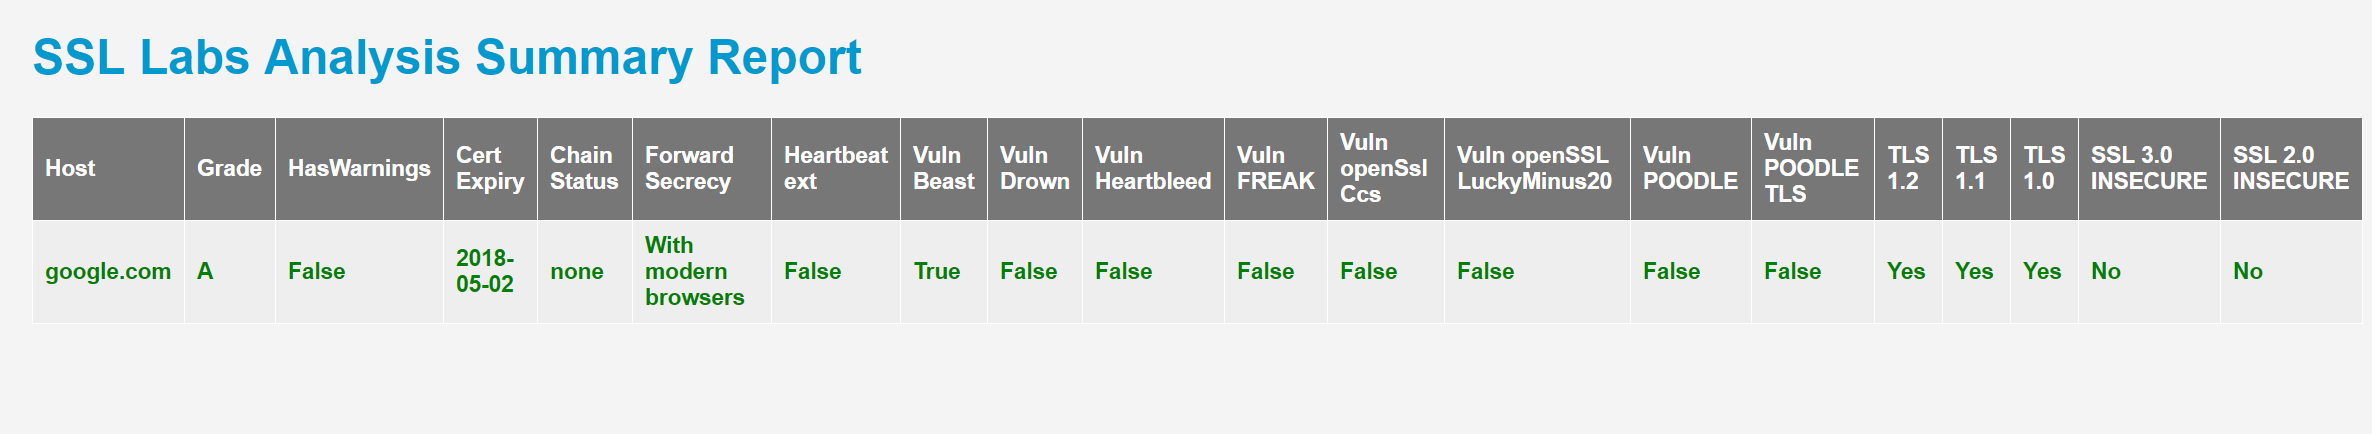 SSL Labs Analysis Summary Report
Host Grade HasWarnings Cert Expiry Chain Status Forward Secrecy Heartbeat ext Vuln Beast Vuln Drown Vuln Heartbleed Vuln FREAK Vuln openSsl Ccs Vuln openSSL LuckyMinus20 Vuln POODLE Vuln POODLE TLS TLS 1.2 TLS 1.1 TLS 1.0 SSL 3.0 INSECURE SSL 2.0 INSECURE
google.com A False 2018-05-02 none With modern browsers False True False False False False False False False Yes Yes Yes No No